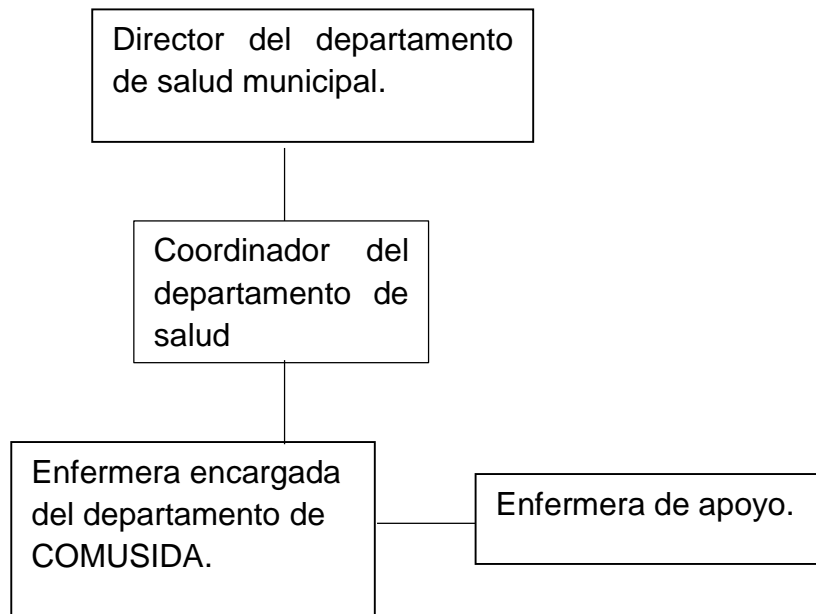 Director del departamento
de salud municipal.
Coordinador del
departamento de
salud
Enfermera encargada
del departamento de
COMUSIDA.
Enfermera de apoyo.